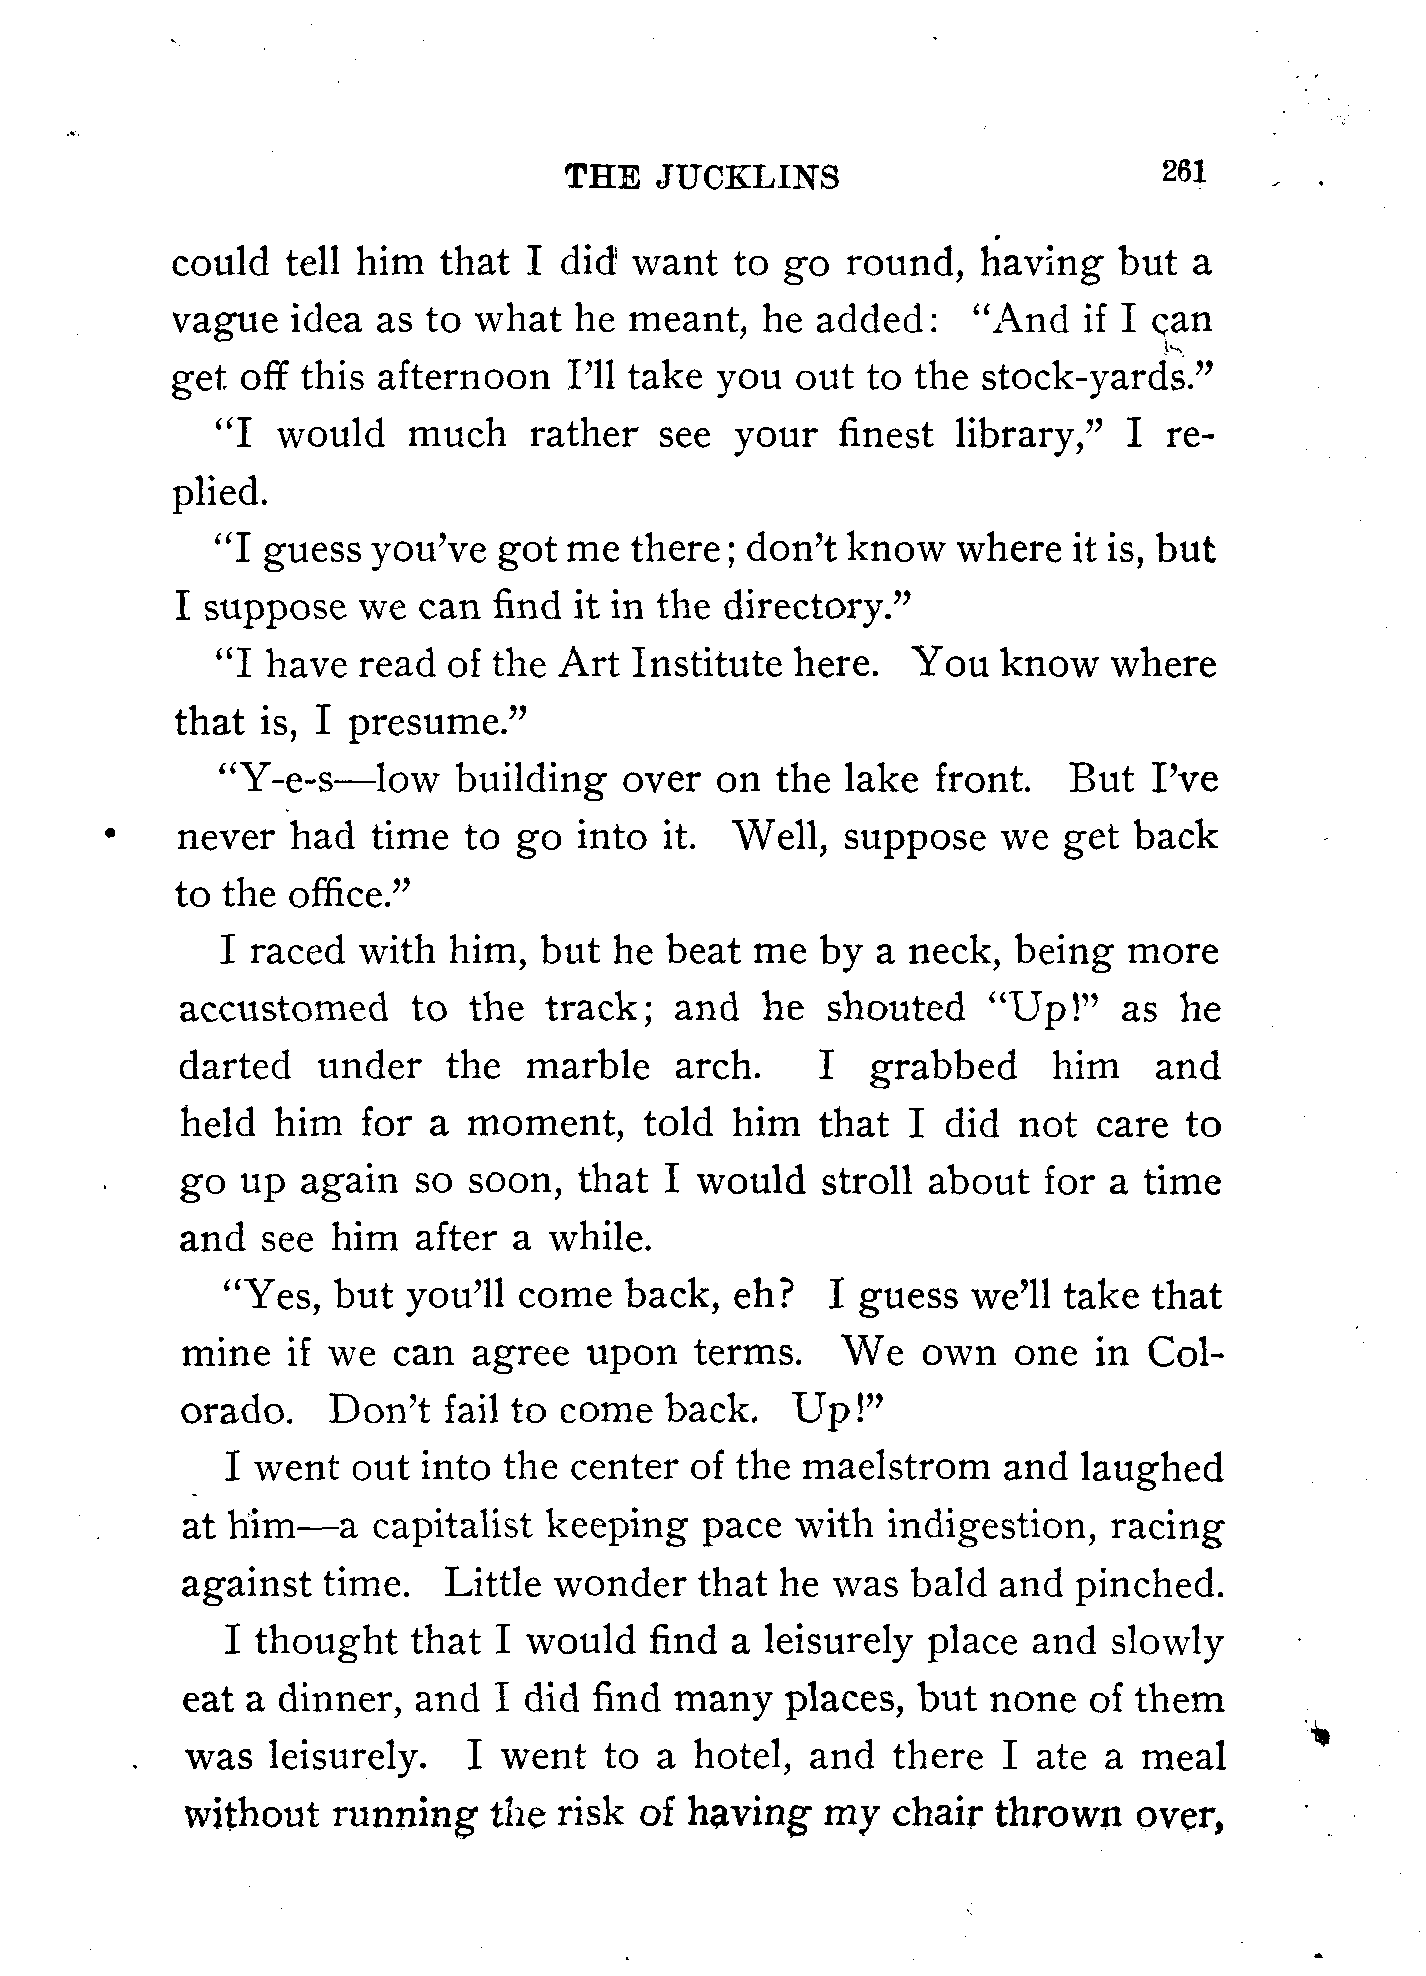 THE JUCKLINS 261
could tell him that I did want to go round, having but a
vague idea as to what he meant, he added: “And if I can
get off this afternoon I’ll take you out to the stock-yards.”
“I would much rather see your finest library,” I re-
plied.
“I guess you’ve got me there; don’t know where it is, but
I suppose we can find it in the directory.”
“I have read of the Art Institute here. You know where
that is, I presume.”
“Y-e-s—low building over on the lake front. But I’ve
never had time to go into it. Well, suppose we get back
to the office.”
I raced with him, but he beat me by a neck, being more
accustomed to the track; and he shouted “Up!” as he
darted under the marble arch. I grabbed him and
held him for a moment, told him that I did not care to
go up again so soon, that I would stroll about for a time
and see him after a while.
“Yes, but you’ll come back, eh? I guess we’ll take that
mine if we can agree upon terms. We own one in Col-
orado. Don’t fail to come back. Up!”
I went out into the center of the maelstrom and laughed
at him—a capitalist keeping pace with indigestion, racing
against time. Little wonder that he was bald and pinched.
I thought that I would find a leisurely place and slowly
eat a dinner, and I did find many places, but none of them
was leisurely. I went to a hotel, and there I ate a meal
without running the risk of having my chair thrown over,